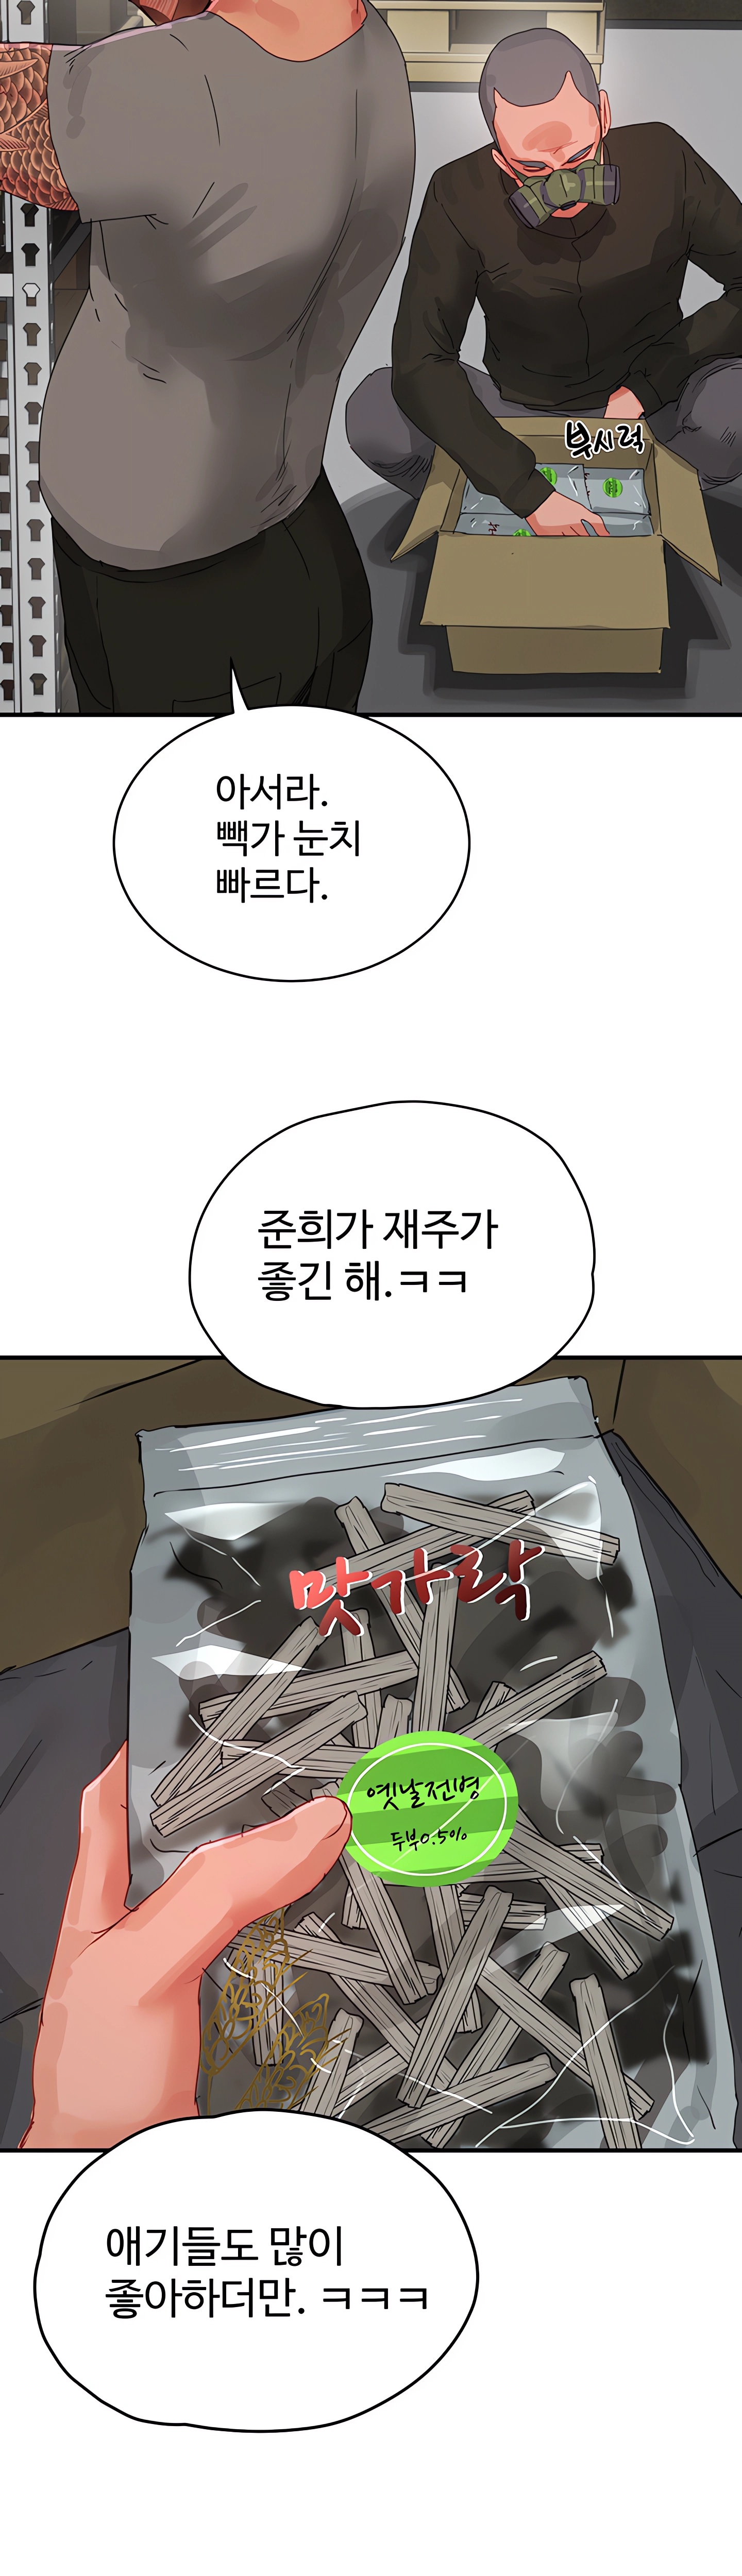 부시럭
아서라.
빽가 눈치
빠르다.
준희가 재주가
좋긴 해.ㅋㅋ
맛가락
옛날전병
두부0.5%
얘기들도 많이
좋아하더만. ㅋㅋㅋ